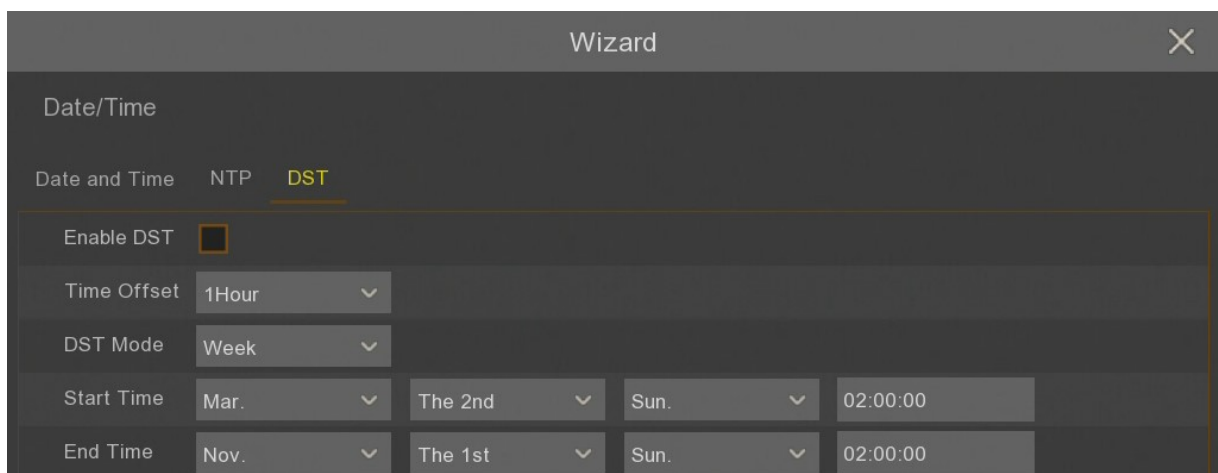 Wizard
Date/Time
Date and Time NTP DST
Enable DST
Time Offset 1Hour
DST Mode Week
Start Time Mar. The 2nd Sun. 02:00:00
End Time Nov. The 1st Sun. 02:00:00